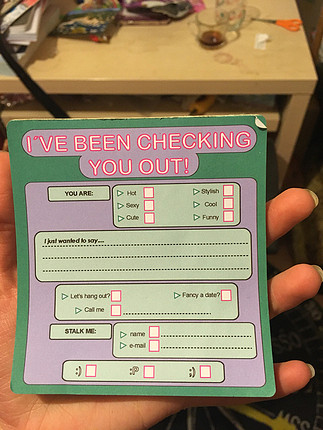 I'VE BEEN CHECKING
YOU OUT!
YOU ARE:
Hot Stylish
Sexy Cool
Cute Funny
I just wanted to say....
Let's hang out? Fancy a date?
Call me
STALK ME:
name
e-mail
:) :P ;)